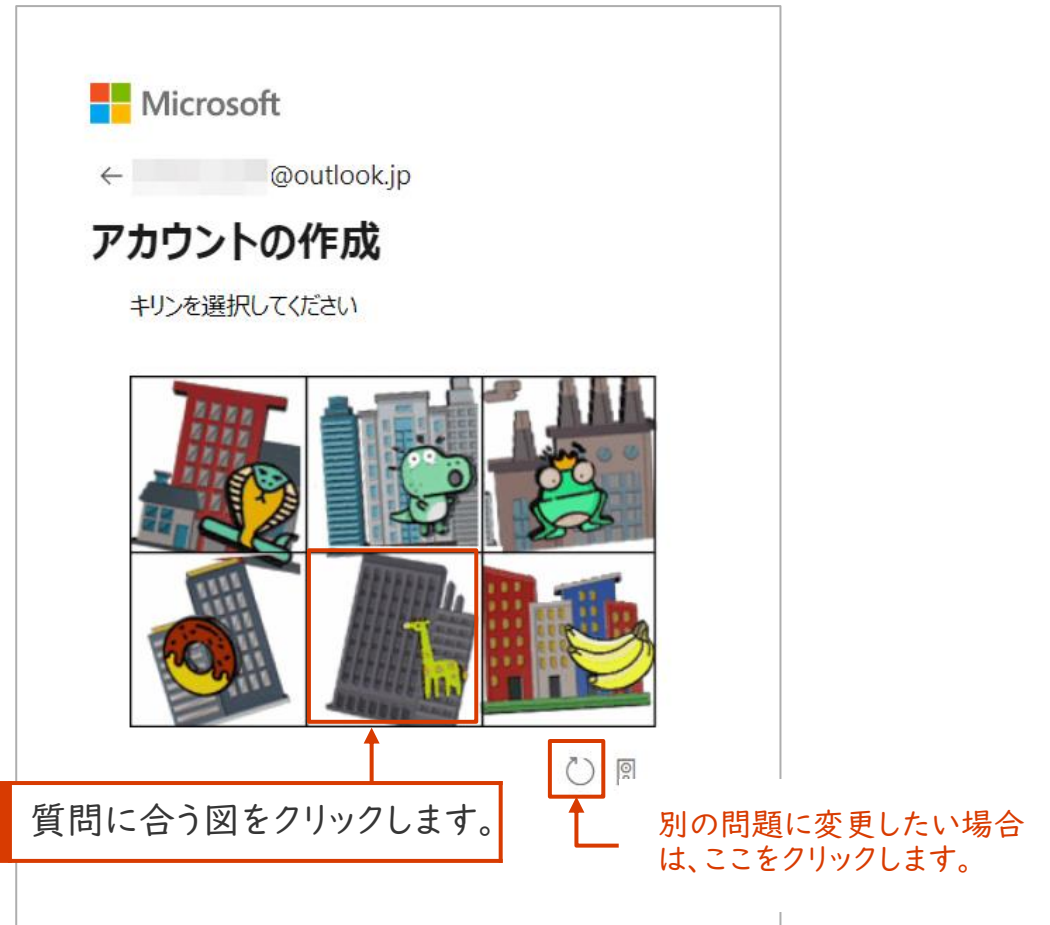 Microsoft
← @outlook.jp
アカウントの作成
キリンを選択してください
質問に合う図をクリックします。
別の問題に変更したい場合
は、ここをクリックします。